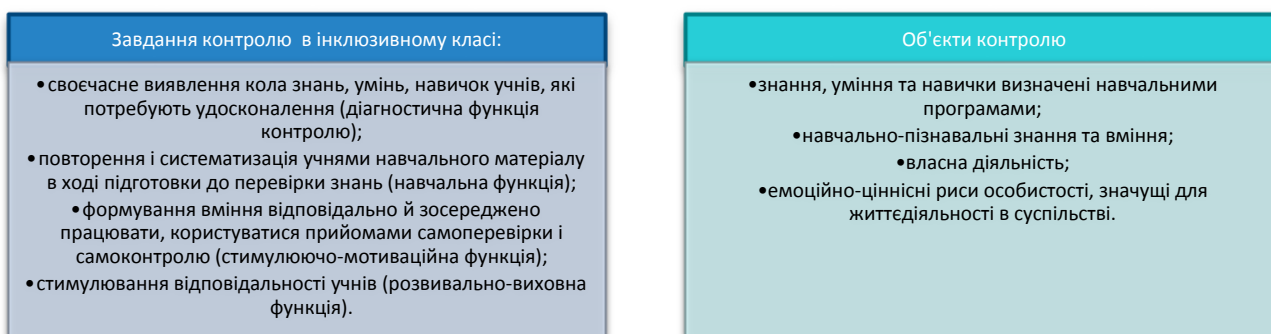 Завдання контролю в інклюзивному класі:
•своєчасне виявлення кола знань, умінь, навичок учнів, які
потребують удосконалення (діагностична функція
контролю);
•повторення і систематизація учнями навчального матеріалу
в ході підготовки до перевірки знань (навчальна функція);
•формування вміння відповідально й зосереджено
працювати, користуватися прийомами самоперевірки і
самоконтролю (стимулюючо-мотиваційна функція);
•стимулювання відповідальності учнів (розвивально-виховна
функція).
Об'єкти контролю
•знання, уміння та навички визначені навчальними
програмами;
•навчально-пізнавальні знання та вміння;
•власна діяльність;
•емоційно-ціннісні риси особистості, значущі для
життєдіяльності в суспільстві.